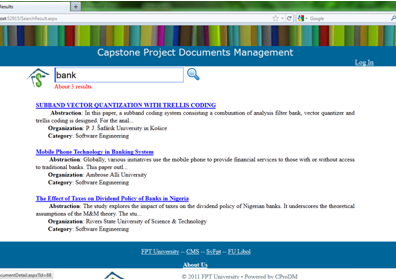 Results
/SearchResult.aspx
Google
Capstone Project Documents Management
Log In
bank
About 3 results
SUBBAND VECTOR QUANTIZATION WITH TRELLIS CODING
Abstraction: In this paper, a subband coding system consisting a combination of analysis filter bank, vector quantizer and
trellis coding is designed. For the anal...
Organization: P. J. Šafárik University in Košice
Category: Software Engineering
Mobile Phone Technology in Banking System
Abstraction: Globally, various initiatives use the mobile phone to provide financial services to those with or without access
to traditional banks. This paper outl...
Organization: Ambrose Alli University
Category: Software Engineering
The Effect of Taxes on Dividend Policy of Banks in Nigeria
Abstraction: The study explores the impact of taxes on the dividend policy of Nigerian banks. It underscores the theoretical
assumptions of the M&M theory. The stu...
Organization: Rivers State University of Science & Technology
Category: Software Engineering
FPT University -- CMS -- SvFpt -- FU Libol
About Us
cumentDetail.aspx?Id=88
© 2011 FPT University • Powered by CProDM